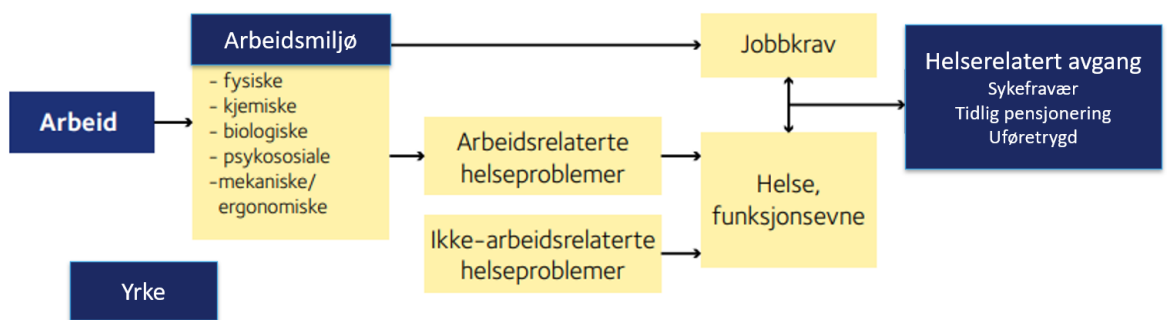 Arbeid
Arbeidsmiljø
- fysiske
- kjemiske
- biologiske
- psykososiale
-mekaniske/
ergonomiske
Arbeidsrelaterte
helseproblemer
Ikke-arbeidsrelaterte
helseproblemer
Jobbkrav
Helse,
funksjonsevne
Helserelatert avgang
Sykefravær
Tidlig pensjonering
Uføretrygd
Yrke